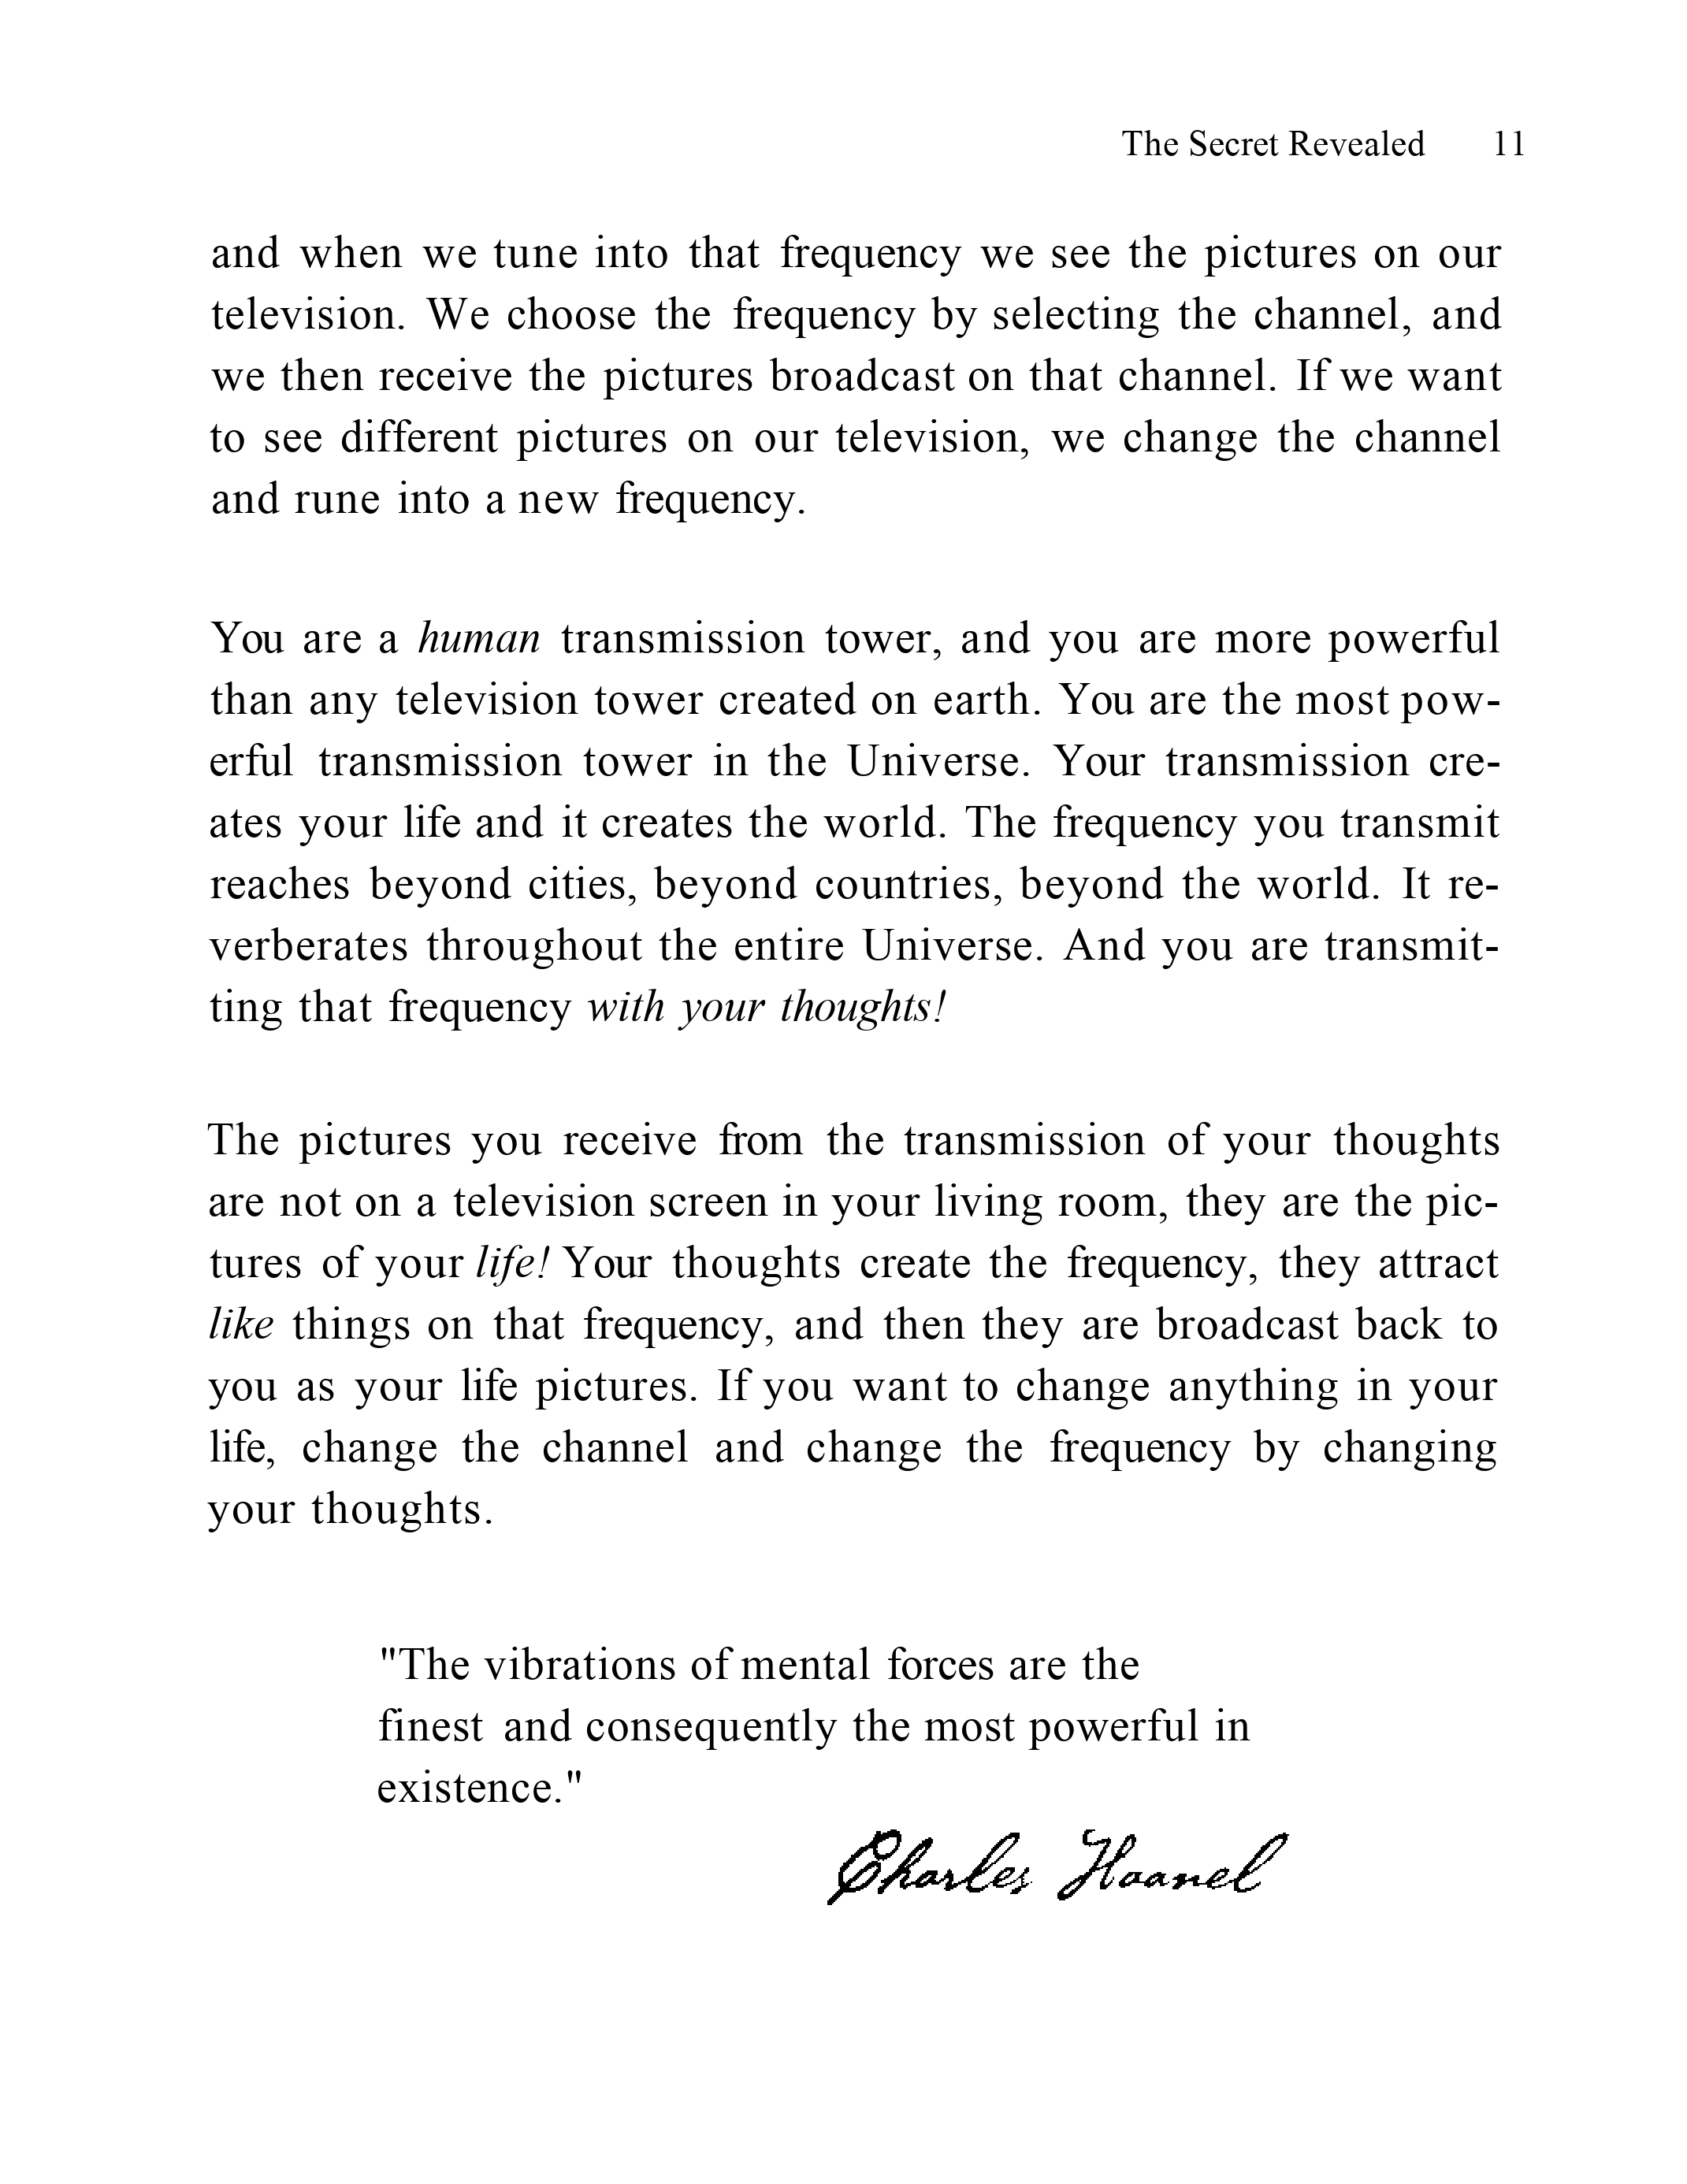 The Secret Revealed 11
and when we tune into that frequency we see the pictures on our
television. We choose the frequency by selecting the channel, and
we then receive the pictures broadcast on that channel. If we want
to see different pictures on our television, we change the channel
and rune into a new frequency.
You are a human transmission tower, and you are more powerful
than any television tower created on earth. You are the most pow-
erful transmission tower in the Universe. Your transmission cre-
ates your life and it creates the world. The frequency you transmit
reaches beyond cities, beyond countries, beyond the world. It re-
verberates throughout the entire Universe. And you are transmit-
ting that frequency with your thoughts!
The pictures you receive from the transmission of your thoughts
are not on a television screen in your living room, they are the pic-
tures of your life! Your thoughts create the frequency, they attract
like things on that frequency, and then they are broadcast back to
you as your life pictures. If you want to change anything in your
life, change the channel and change the frequency by changing
your thoughts.
"The vibrations of mental forces are the
finest and consequently the most powerful in
existence."
Charles Haanel